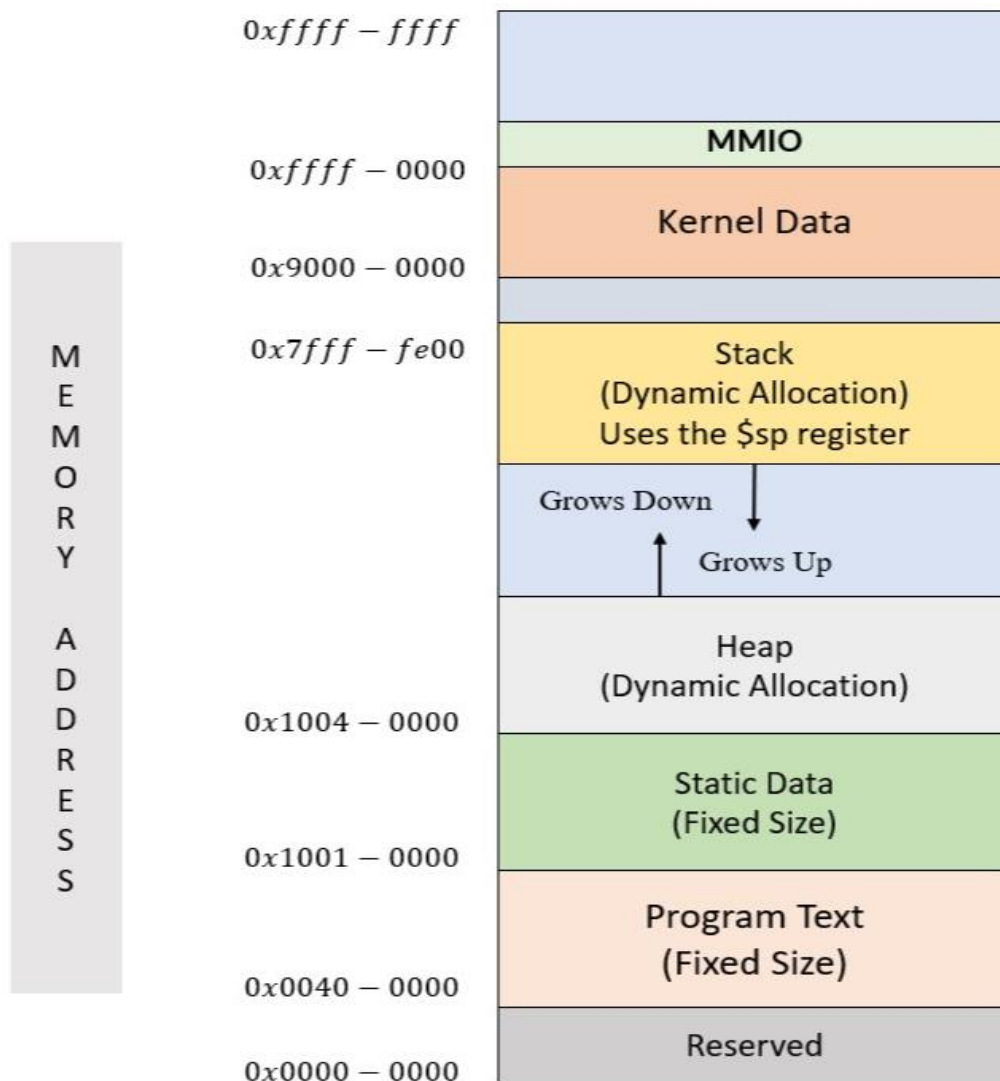 0xffff − ffff
MMIO
0xffff − 0000
Kernel Data
0x9000 − 0000
0x7fff − fe00
Stack
(Dynamic Allocation)
Uses the $sp register
Grows Down
Grows Up
Heap
(Dynamic Allocation)
0x1004 − 0000
Static Data
(Fixed Size)
0x1001 − 0000
Program Text
(Fixed Size)
0x0040 − 0000
Reserved
0x0000 − 0000
M
E
M
O
R
Y
A
D
D
R
E
S
S